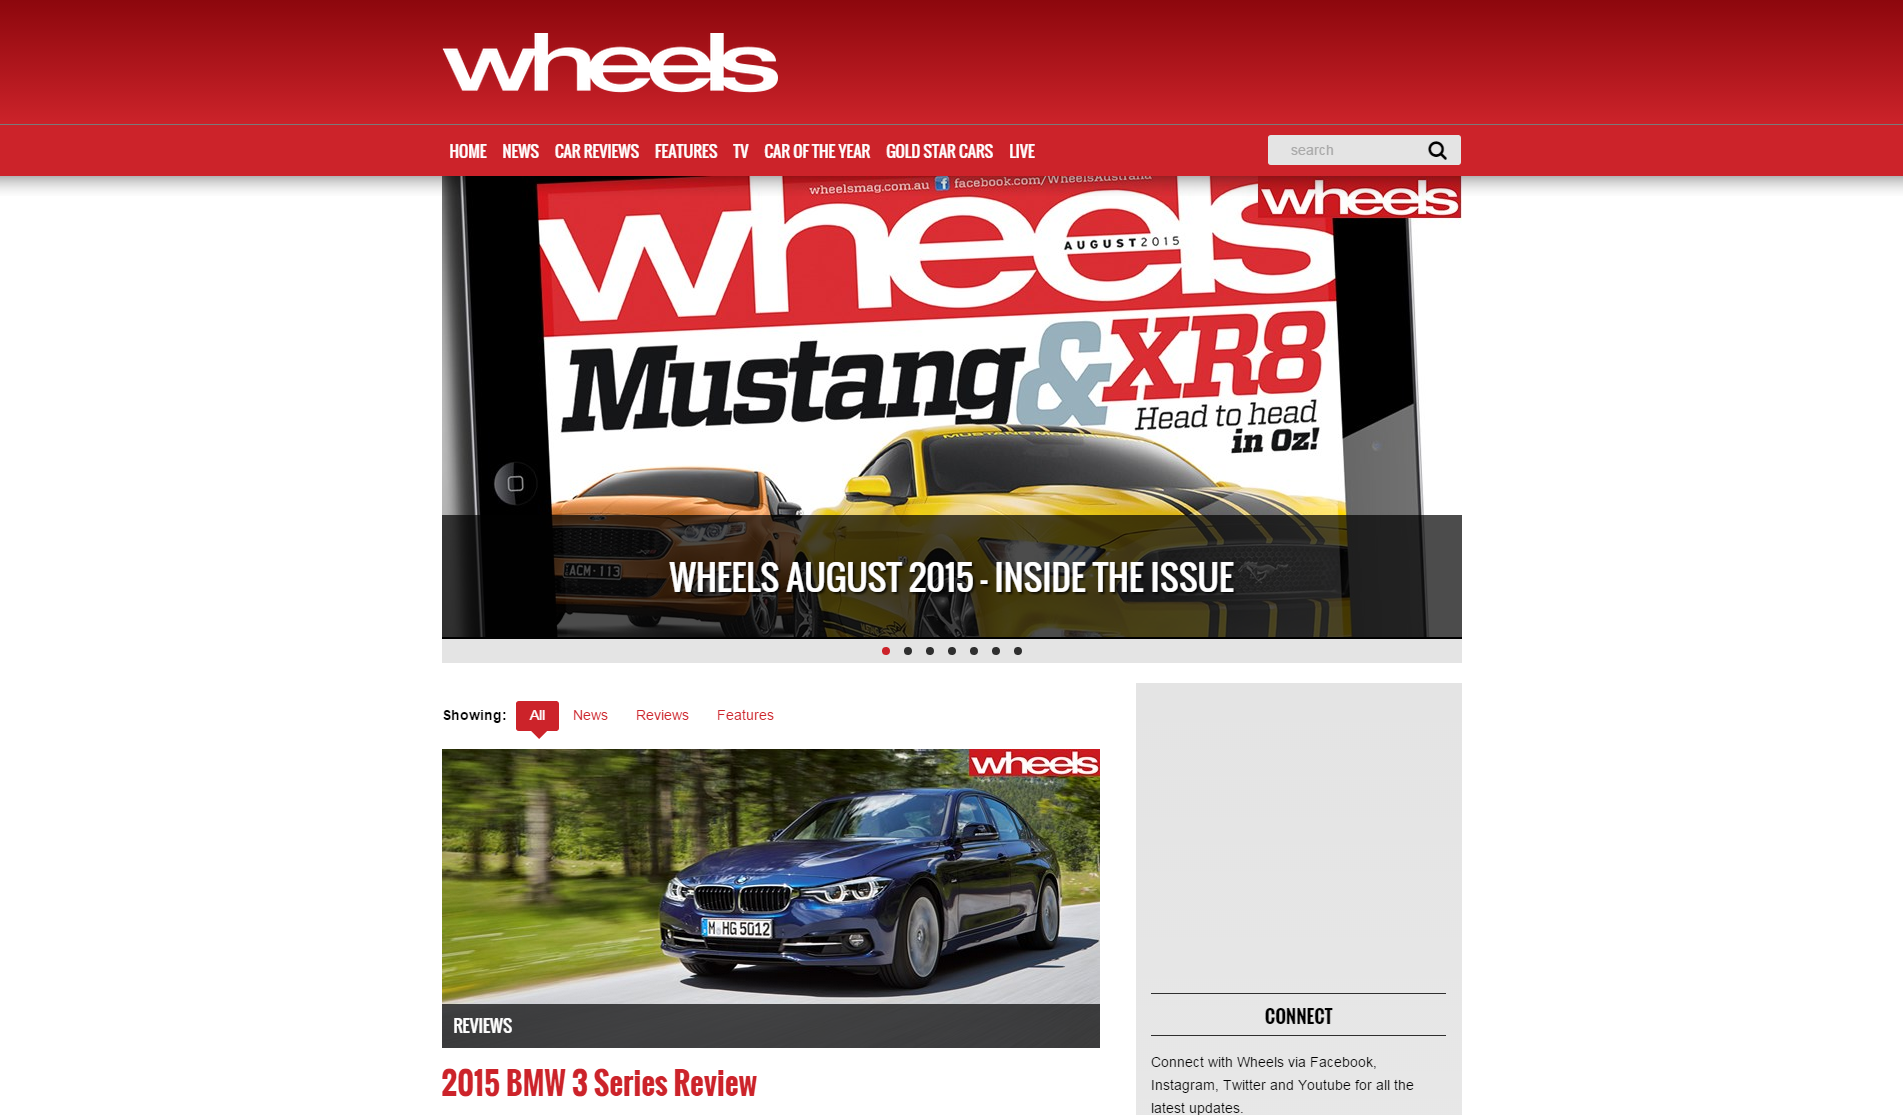 wheels
HOME NEWS CAR REVIEWS FEATURES TV CAR OF THE YEAR GOLD STAR CARS LIVE
search
wheelsmag.com.au facebook.com/WheelsAustralia
wheels
wheels
AUGUST 2015
Mustang & XR8
Head to head
in Oz!
MUSTANG MOTOR
ACM·113
WHEELS AUGUST 2015 - INSIDE THE ISSUE
Showing: All News Reviews Features
wheels
M HG 5012
REVIEWS
2015 BMW 3 Series Review
CONNECT
Connect with Wheels via Facebook,
Instagram, Twitter and Youtube for all the
latest updates.